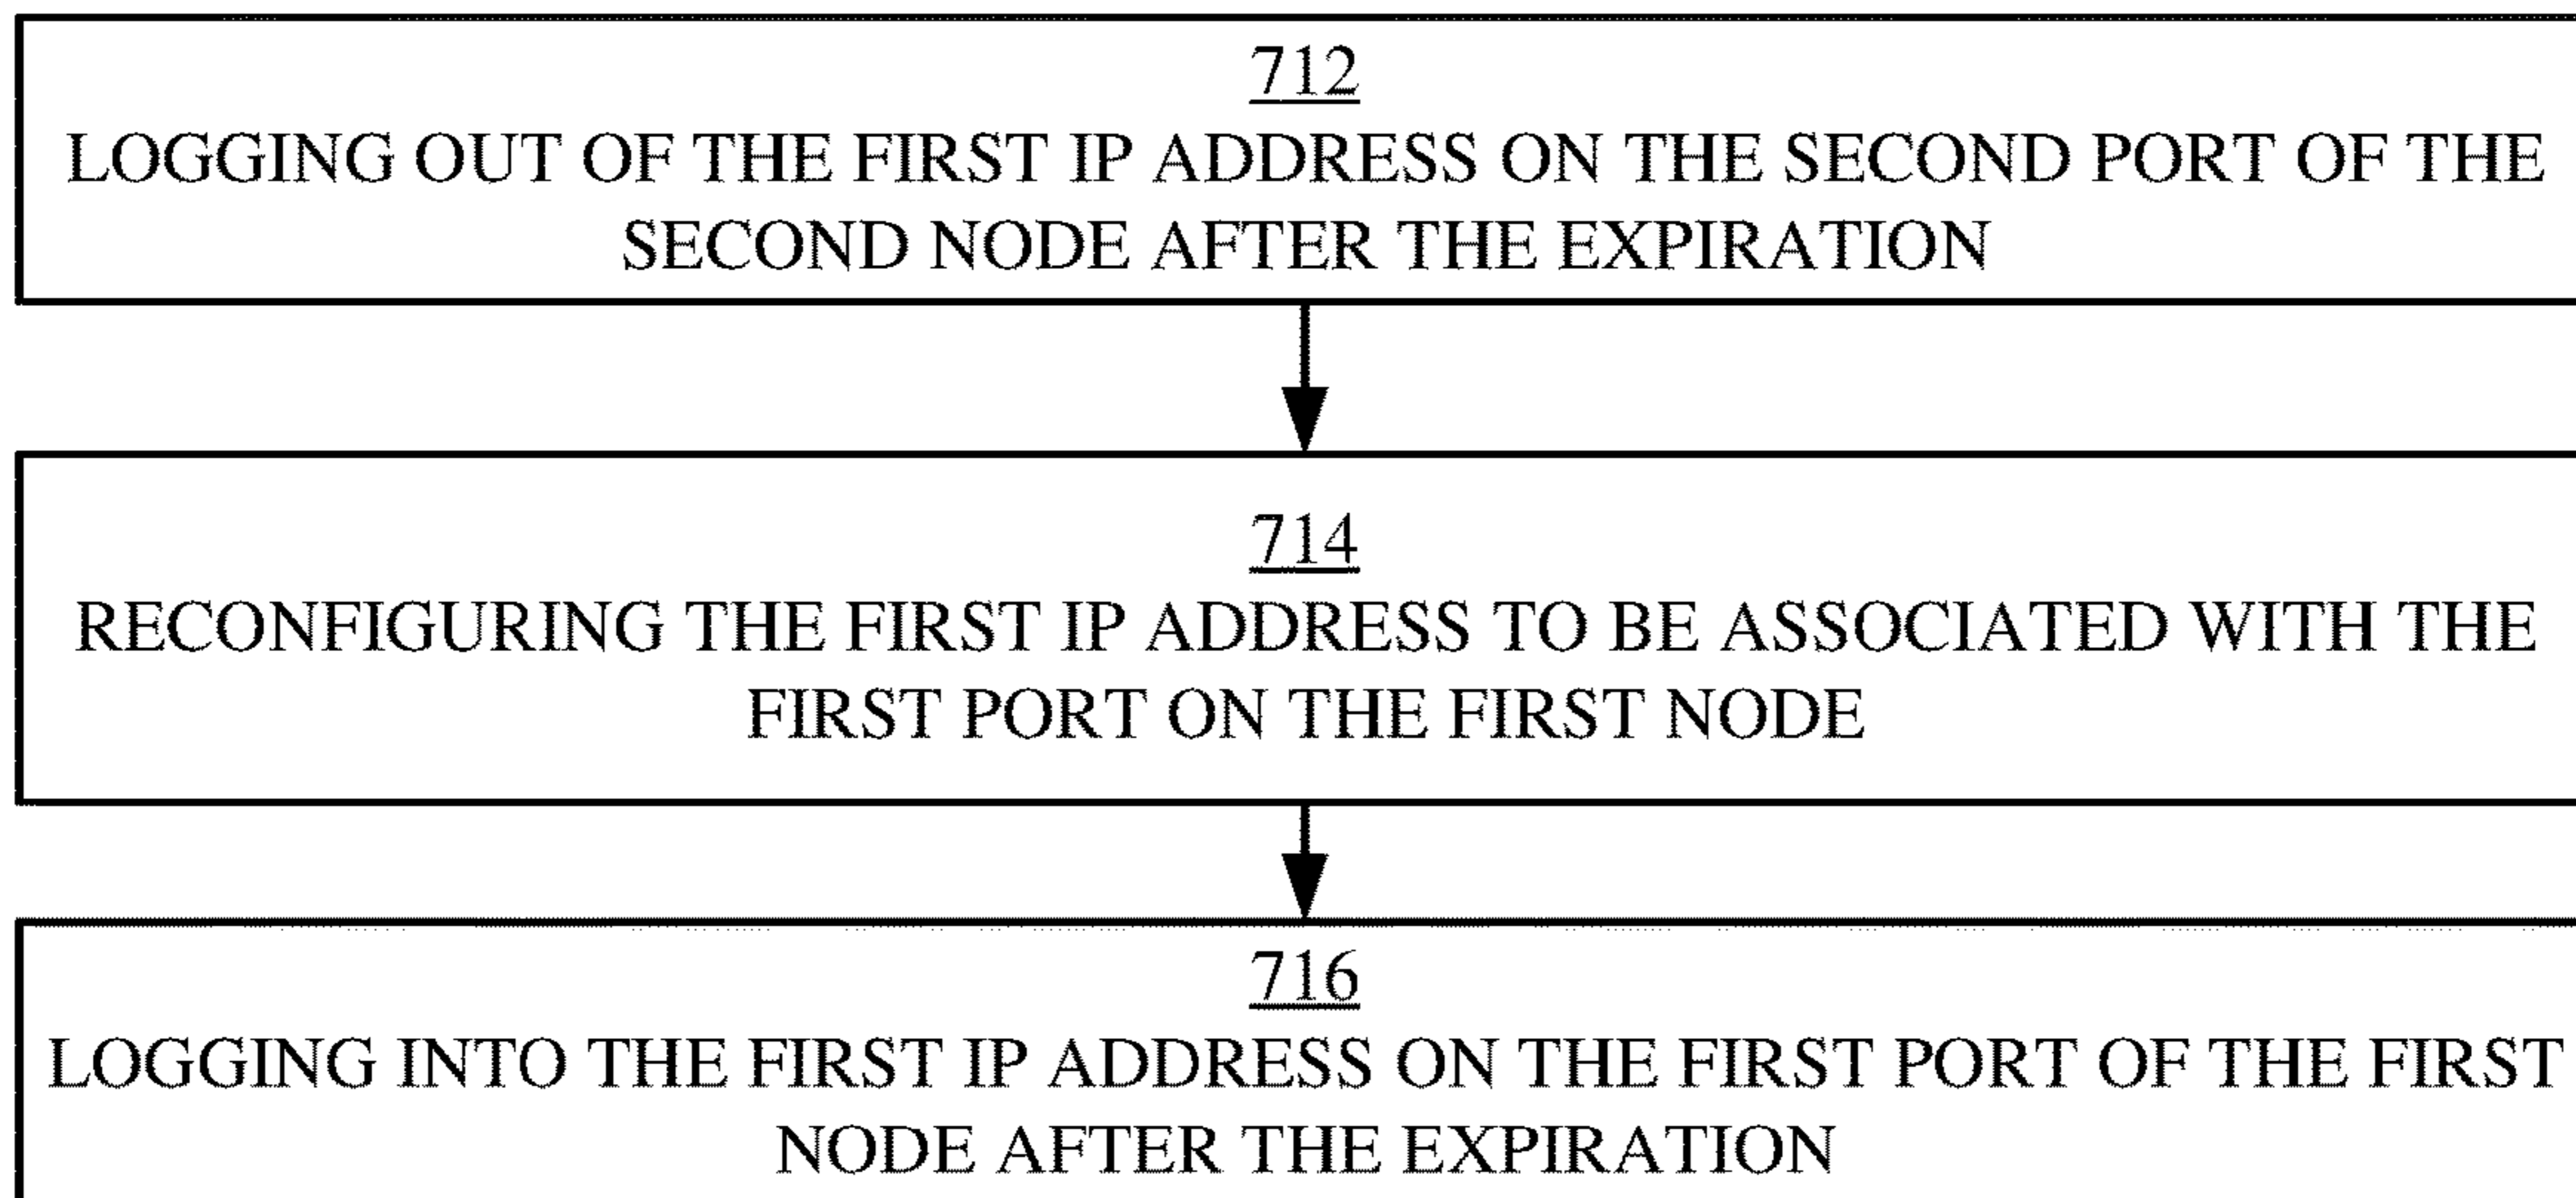 712
LOGGING OUT OF THE FIRST IP ADDRESS ON THE SECOND PORT OF THE
SECOND NODE AFTER THE EXPIRATION
714
RECONFIGURING THE FIRST IP ADDRESS TO BE ASSOCIATED WITH THE
FIRST PORT ON THE FIRST NODE
716
LOGGING INTO THE FIRST IP ADDRESS ON THE FIRST PORT OF THE FIRST
NODE AFTER THE EXPIRATION